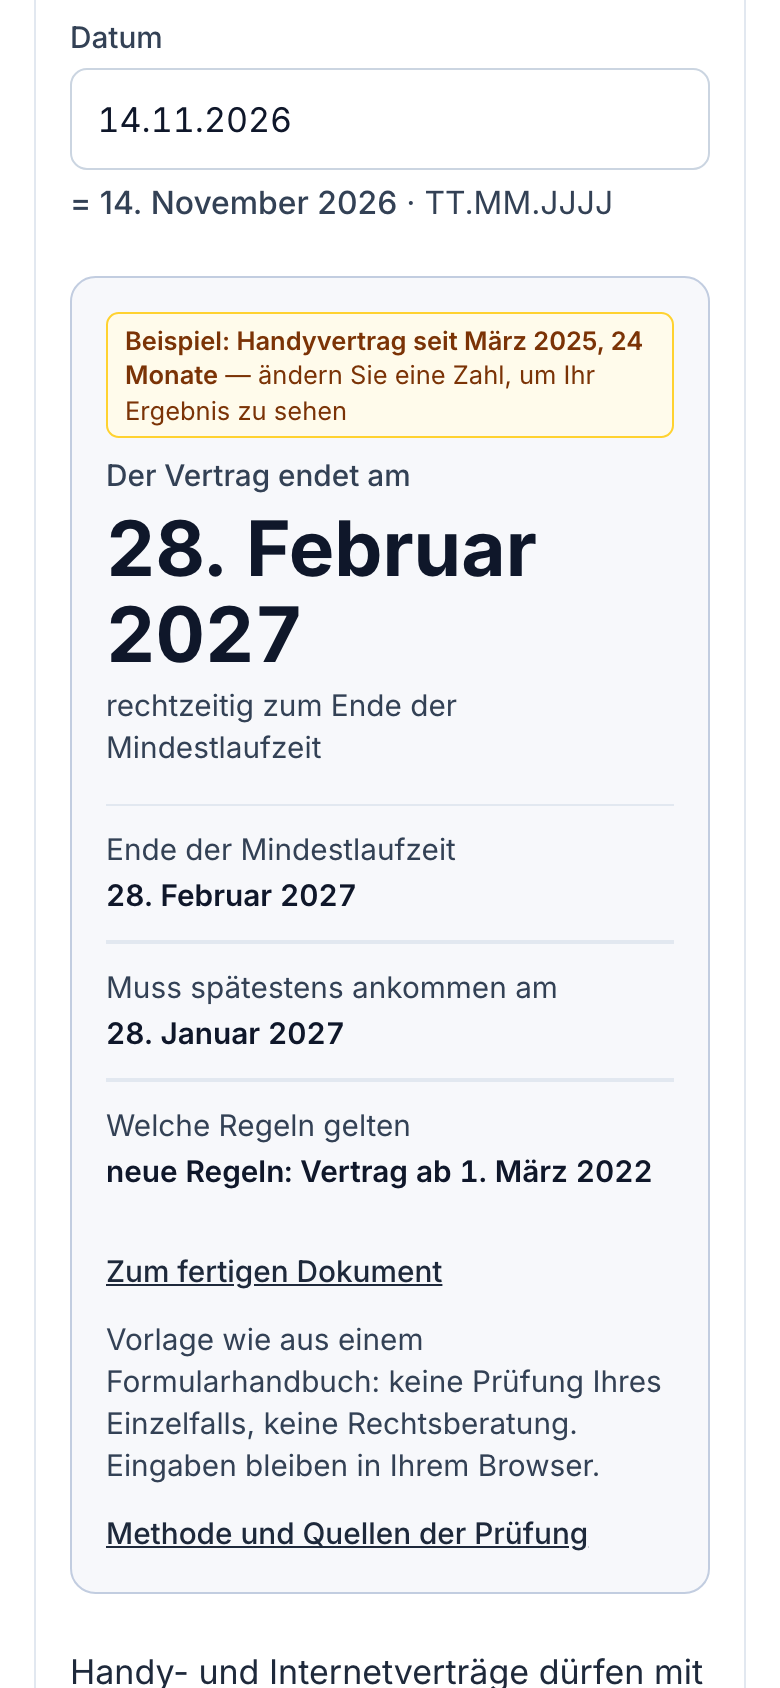 Datum
14.11.2026
= 14. November 2026 · TT.MM.JJJJ
Beispiel: Handyvertrag seit März 2025, 24
Monate — ändern Sie eine Zahl, um Ihr
Ergebnis zu sehen
Der Vertrag endet am
28. Februar
2027
rechtzeitig zum Ende der
Mindestlaufzeit
Ende der Mindestlaufzeit
28. Februar 2027
Muss spätestens ankommen am
28. Januar 2027
Welche Regeln gelten
neue Regeln: Vertrag ab 1. März 2022
Zum fertigen Dokument
Vorlage wie aus einem
Formularhandbuch: keine Prüfung Ihres
Einzelfalls, keine Rechtsberatung.
Eingaben bleiben in Ihrem Browser.
Methode und Quellen der Prüfung
Handy- und Internetverträge dürfen mit